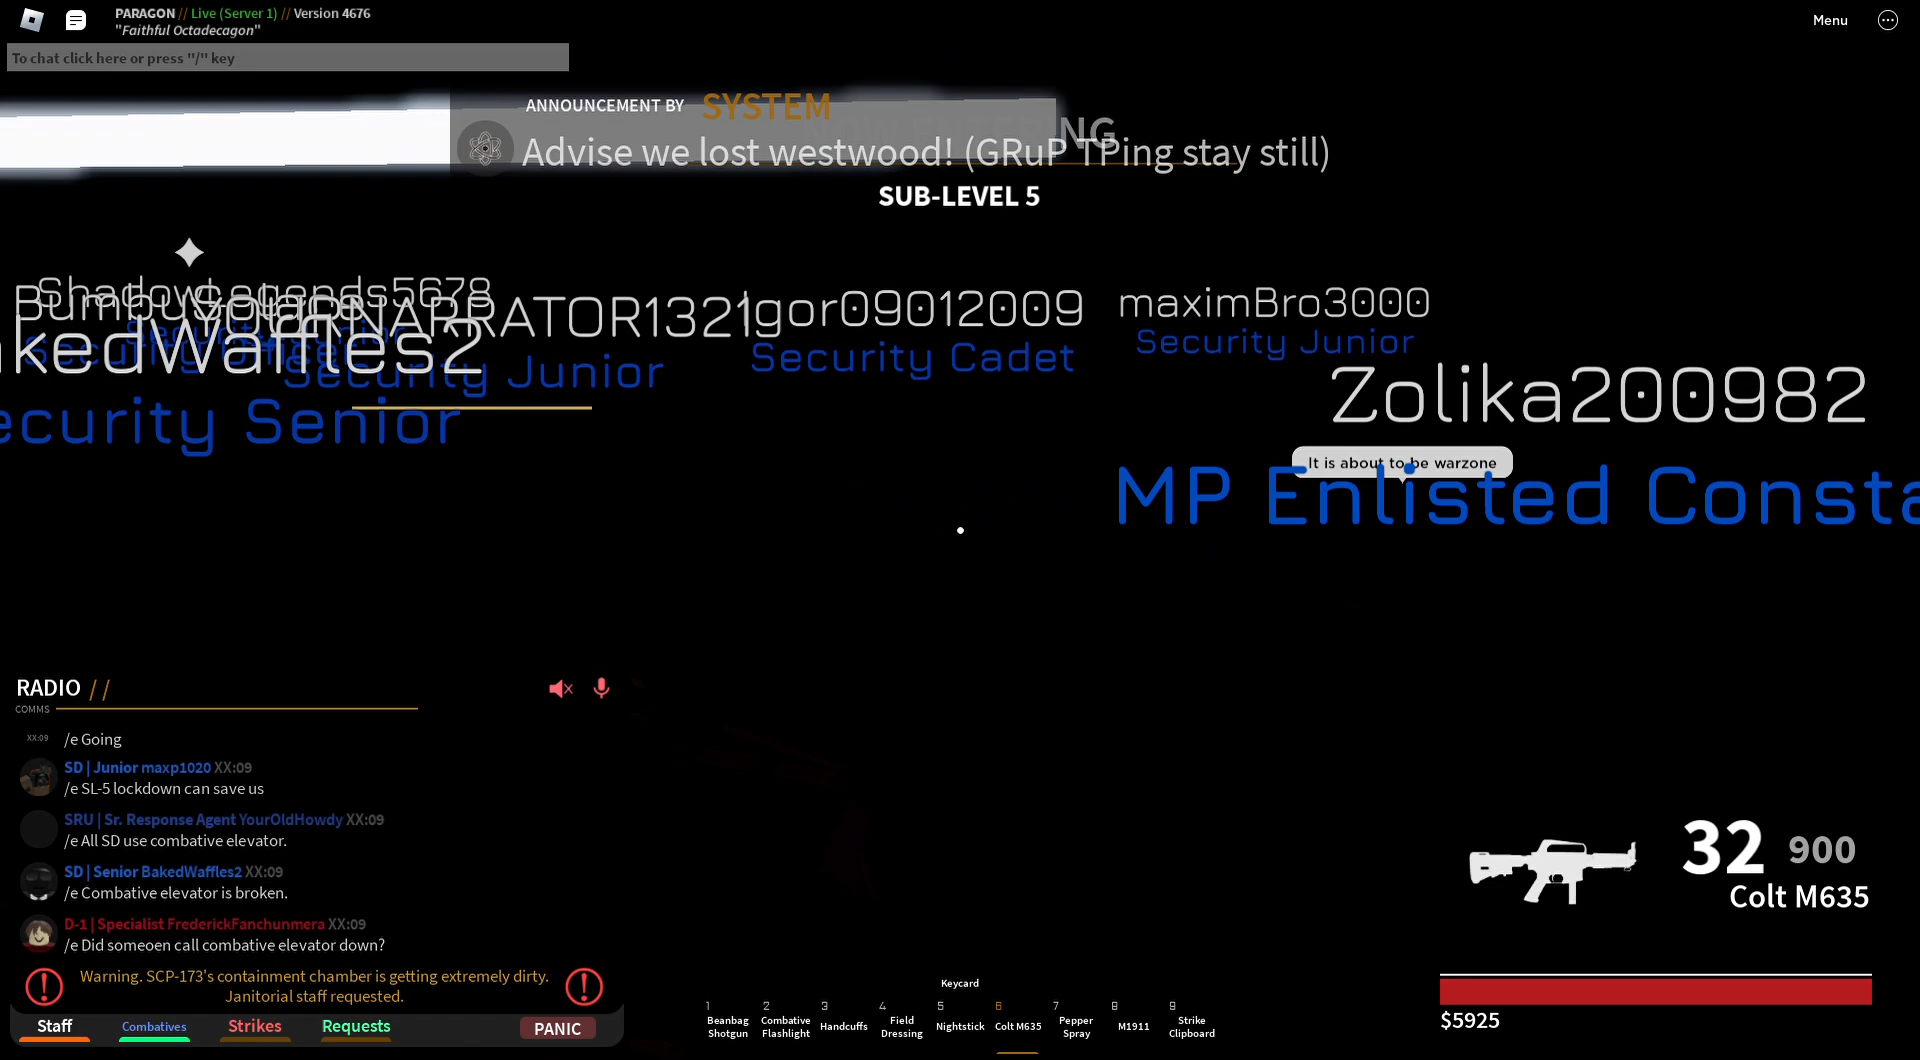 PARAGON // Live (Server 1) // Version 4676
"Faithful Octadecagon"
Menu
To chat click here or press "/" key
ANNOUNCEMENT BY SYSTEM
Advise we lost westwood! (GRuP TPing stay still)
SUB-LEVEL 5
ShadowLegends5678
NARRATOR1321
Igor09012009
maximBro3000
kedWaffles2
Security Junior
Security Cadet
Security Junior
Zolika200982
ecurity Senior
It is about to be warzone
MP Enlisted Consta
RADIO //
COMMS
XX:09 /e Going
SD | Junior maxp1020 XX:09
/e SL-5 lockdown can save us
SRU | Sr. Response Agent YourOldHowdy XX:09
/e All SD use combative elevator.
SD | Senior BakedWaffles2 XX:09
/e Combative elevator is broken.
D-1 | Specialist FrederickFanchunmera XX:09
/e Did someoen call combative elevator down?
Warning. SCP-173's containment chamber is getting extremely dirty.
Janitorial staff requested.
Staff Combatives Strikes Requests PANIC
Keycard
1 2 3 4 5 6 7 8 9
Beanbag Shotgun
Combative Flashlight
Handcuffs
Field Dressing
Nightstick
Colt M635
Pepper Spray
M1911
Strike Clipboard
32 900
Colt M635
$5925